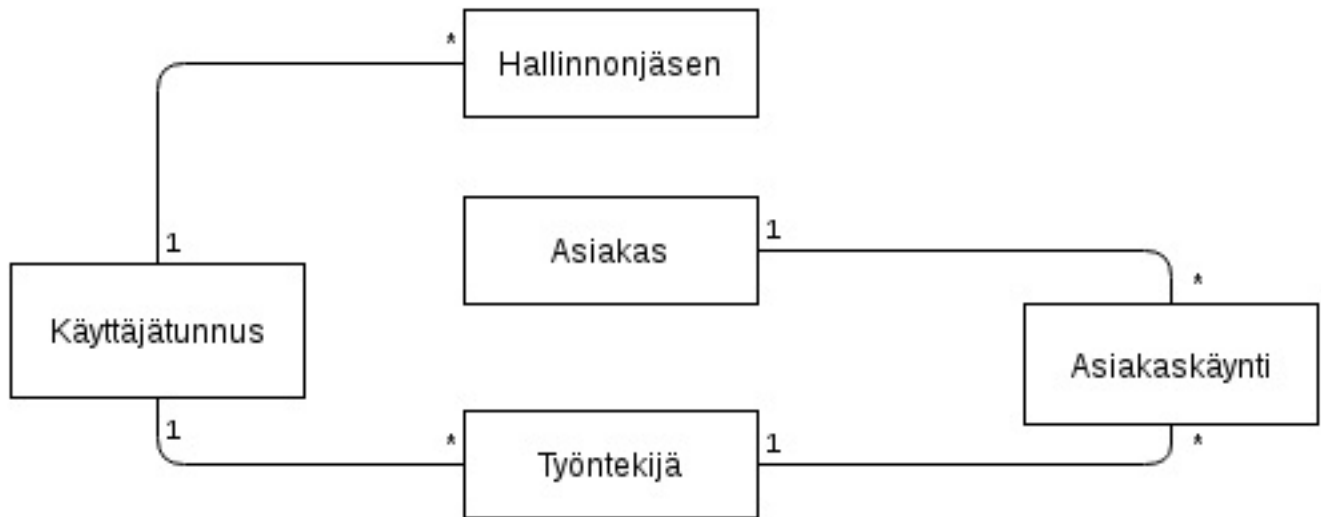 *
Hallinnonjäsen
1
Asiakas
1
*
Käyttäjätunnus
Asiakaskäynti
1
*
Työntekijä
1
*